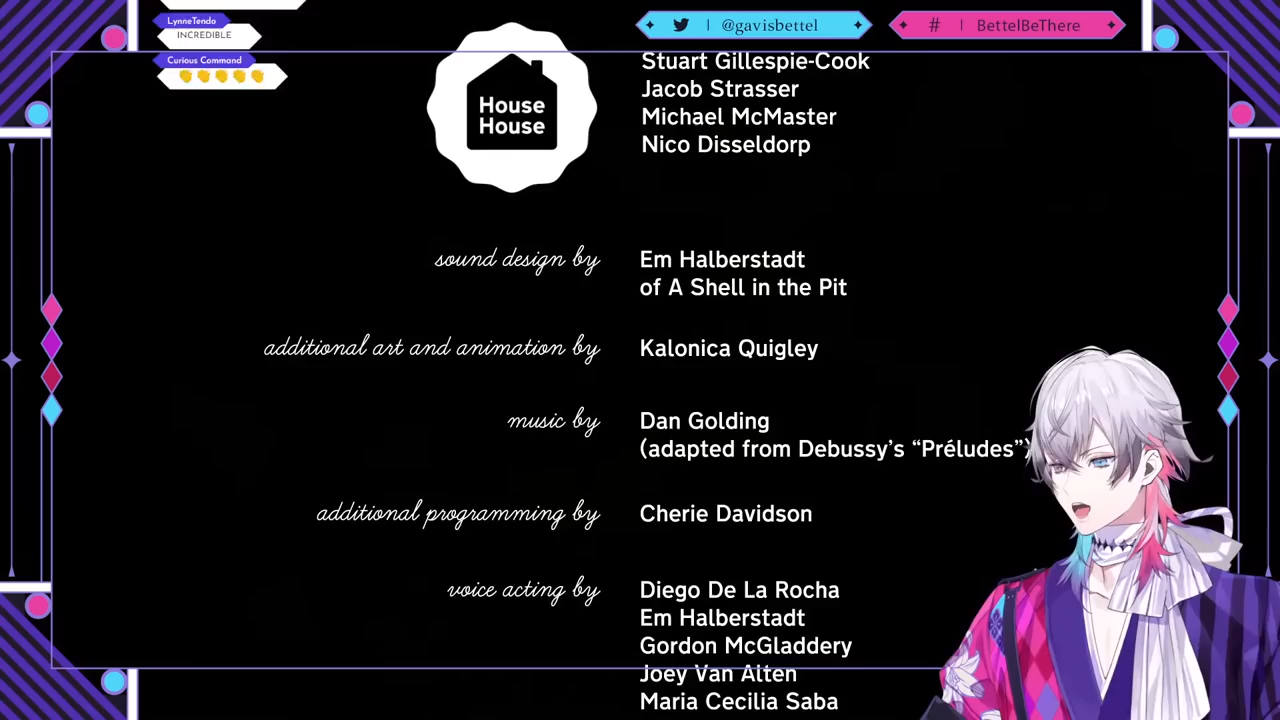 LynneTendo
INCREDIBLE
Curious Command
@gavisbettel
# BettelBeThere
House
House
Stuart Gillespie-Cook
Jacob Strasser
Michael McMaster
Nico Disseldorp
sound design by
Em Halberstadt
of A Shell in the Pit
additional art and animation by
Kalonica Quigley
music by
Dan Golding
(adapted from Debussy's “Préludes”)
additional programming by
Cherie Davidson
voice acting by
Diego De La Rocha
Em Halberstadt
Gordon McGladdery
Joey Van Alten
Maria Cecilia Saba